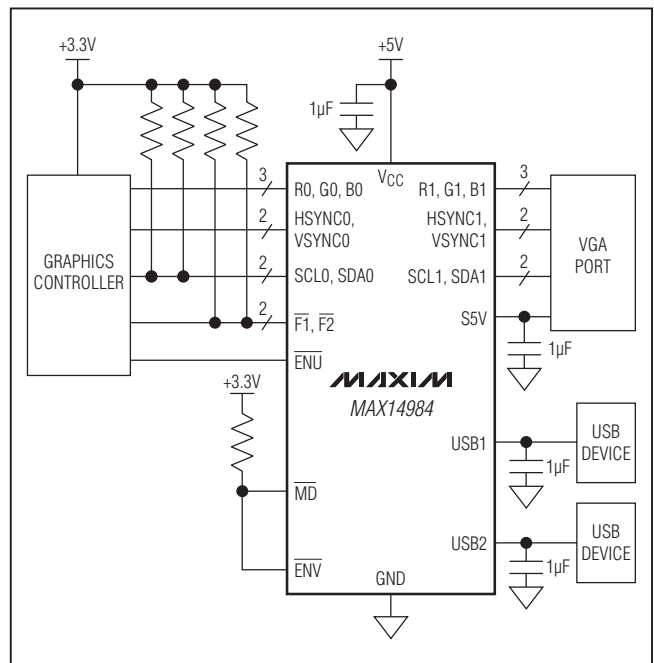 +3.3V
+5V
1µF
VCC
GRAPHICS
CONTROLLER
3
R0, G0, B0
2
HSYNC0,
VSYNC0
2
SCL0, SDA0
2
F1, F2
ENU
+3.3V
MD
ENV
MAXIM
MAX14984
GND
R1, G1, B1
3
HSYNC1,
VSYNC1
2
SCL1, SDA1
2
S5V
1µF
VGA
PORT
USB1
1µF
USB
DEVICE
USB2
1µF
USB
DEVICE